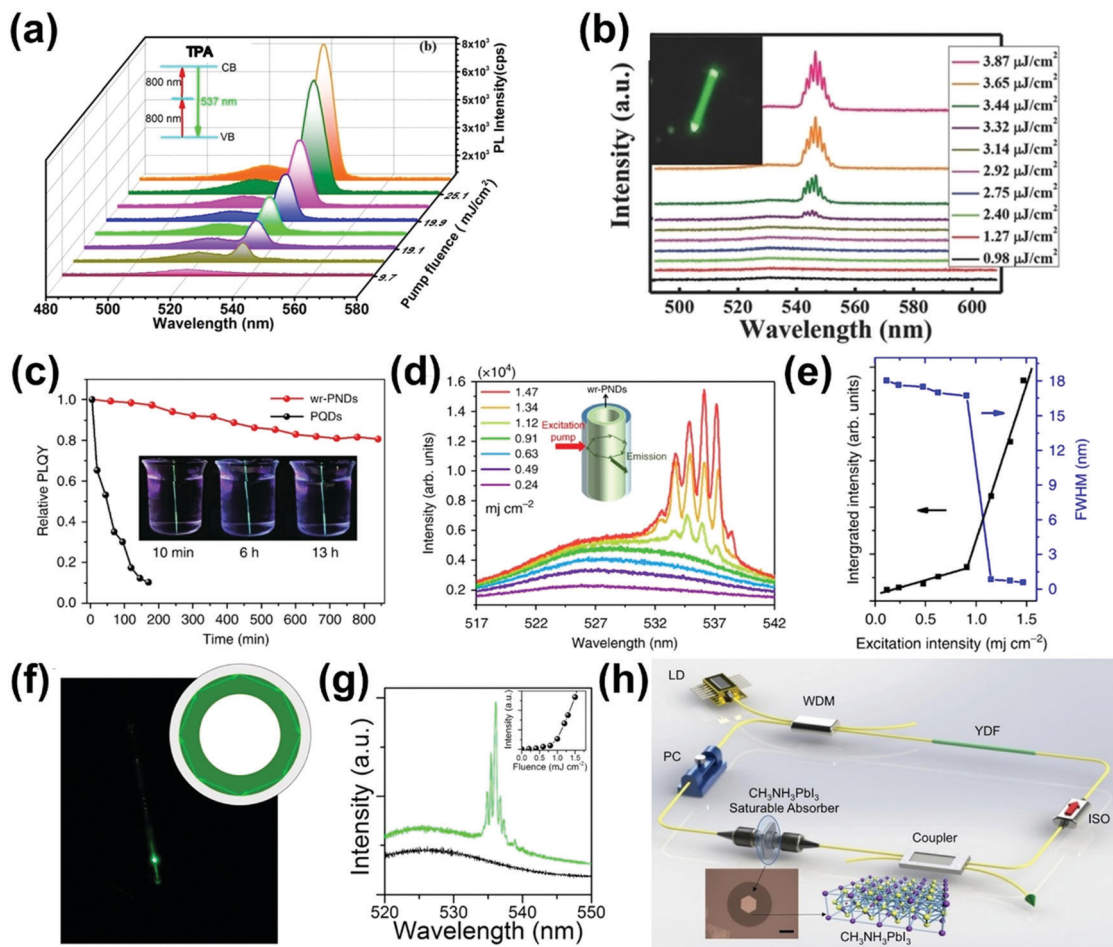 (a)
(b)
TPA
CB
800 nm
537 nm
800 nm
VB
8x10³
6x10³
5x10³
3x10³
2x10³
PL Intensity(cps)
25.1
19.9
19.1
9.7
Pump fluence ( mJ/cm²)
480 500 520 540 560 580
Wavelength (nm)
(b)
Intensity (a.u.)
3.87 µJ/cm²
3.65 µJ/cm²
3.44 µJ/cm²
3.32 µJ/cm²
3.14 µJ/cm²
2.92 µJ/cm²
2.75 µJ/cm²
2.40 µJ/cm²
1.27 µJ/cm²
0.98 µJ/cm²
500 520 540 560 580 600
Wavelength (nm)
(c)
Relative PLQY
1.0
0.8
0.6
0.4
0.2
0.0
wr-PNDs
PQDs
10 min 6 h 13 h
0 100 200 300 400 500 600 700 800
Time (min)
(d)
(×10⁴)
Intensity (arb. units)
1.6
1.4
1.2
1.0
0.8
0.6
0.4
0.2
1.47
1.34
1.12
0.91
0.63
0.49
0.24
mj cm⁻²
wr-PNDs
Excitation
pump
Emission
517 522 527 532 537 542
Wavelength (nm)
(e)
Intergrated intensity (arb. units)
18
15
12
9
6
3
0
FWHM (nm)
0.0 0.4 0.8 1.2 1.6
Excitation intensity (mj cm⁻²)
(f)
(g)
Intensity (a.u.)
Intensity (a.u.)
0.0 0.5 1.0 1.5
Fluence (mJ cm⁻²)
520 530 540 550
Wavelength (nm)
(h)
LD
WDM
YDF
PC
CH₃NH₃PbI₃
Saturable Absorber
ISO
Coupler
CH₃NH₃PbI₃